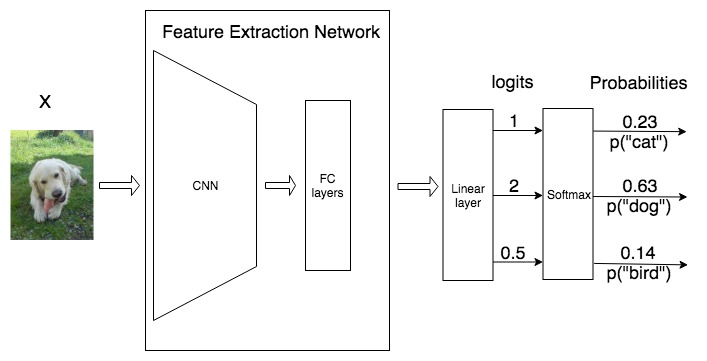 Feature Extraction Network
X
CNN
FC
layers
logits
Probabilities
Linear
layer
1
2
0.5
Softmax
0.23
p("cat")
0.63
p("dog")
0.14
p("bird")